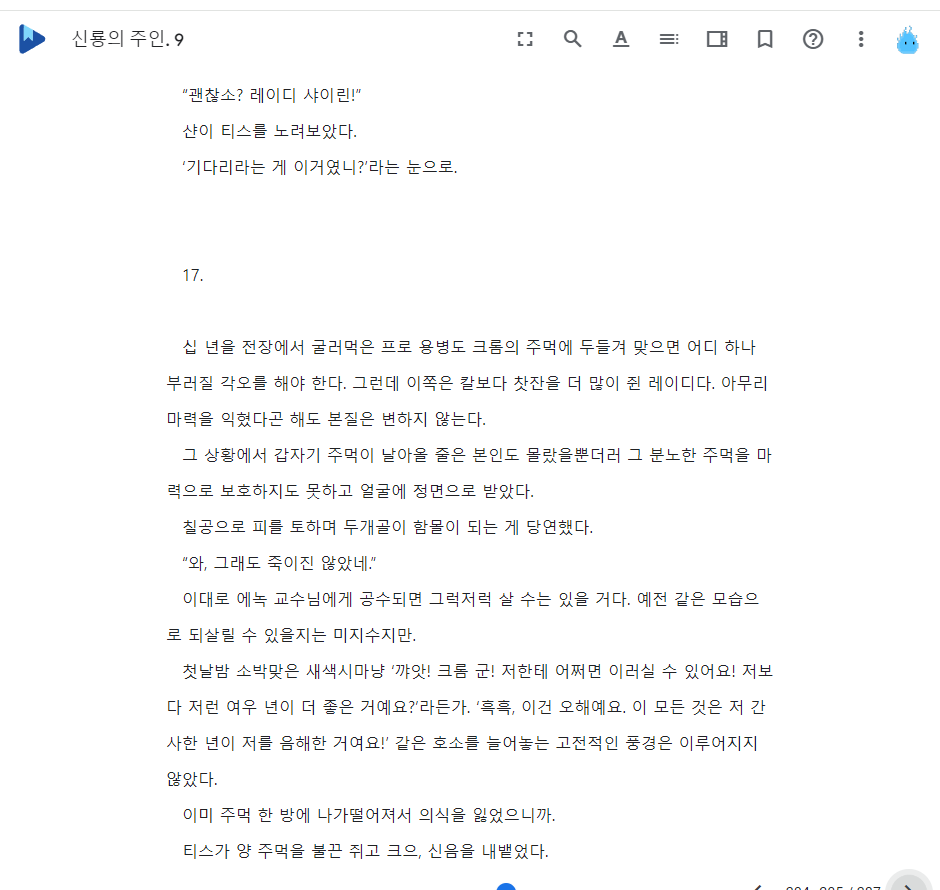 신룡의 주인. 9
“괜찮소? 레이디 샤이린!”
샨이 티스를 노려보았다.
‘기다리라는 게 이거였니?’라는 눈으로.
17.
십 년을 전장에서 굴러먹은 프로 용병도 크롬의 주먹에 두들겨 맞으면 어디 하나
부러질 각오를 해야 한다. 그런데 이쪽은 칼보다 찻잔을 더 많이 쥔 레이디다. 아무리
마력을 익혔다곤 해도 본질은 변하지 않는다.
그 상황에서 갑자기 주먹이 날아올 줄은 본인도 몰랐을뿐더러 그 분노한 주먹을 마
력으로 보호하지도 못하고 얼굴에 정면으로 받았다.
칠공으로 피를 토하며 두개골이 함몰이 되는 게 당연했다.
“와, 그래도 죽이진 않았네.”
이대로 에녹 교수님에게 공수되면 그럭저럭 살 수는 있을 거다. 예전 같은 모습으
로 되살릴 수 있을지는 미지수지만.
첫날밤 소박맞은 새색시마냥 ‘꺄앗! 크롬 군! 저한테 어쩌면 이러실 수 있어요! 저보
다 저런 여우 년이 더 좋은 거예요?’라든가. ‘흑흑, 이건 오해예요. 이 모든 것은 저 간
사한 년이 저를 음해한 거여요!’ 같은 호소를 늘어놓는 고전적인 풍경은 이루어지지
않았다.
이미 주먹 한 방에 나가떨어져서 의식을 잃었으니까.
티스가 양 주먹을 불끈 쥐고 크으, 신음을 내뱉었다.